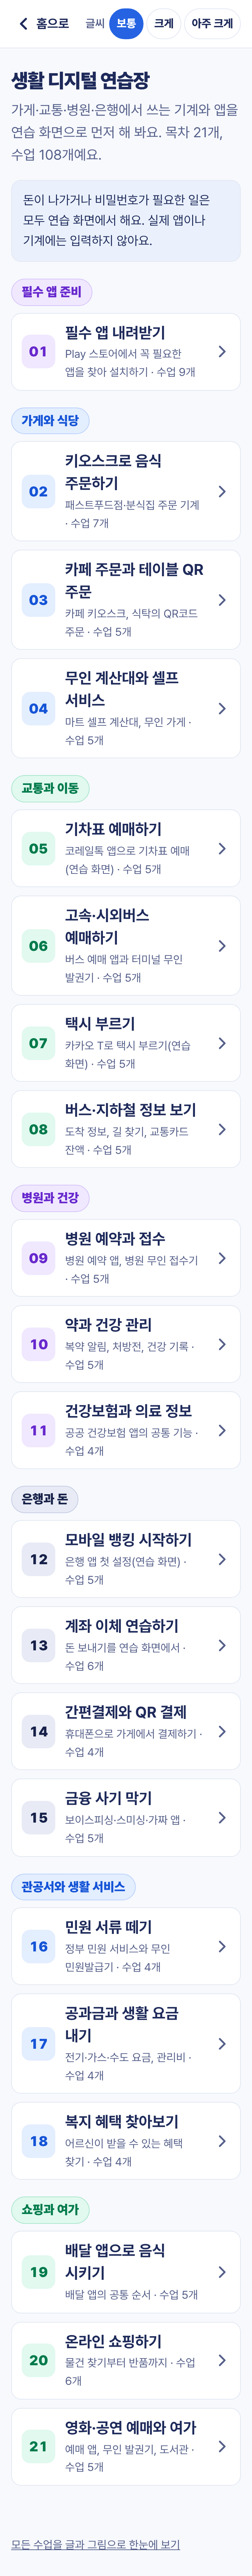 홈으로 글씨 보통 크게 아주 크게
생활 디지털 연습장
가게·교통·병원·은행에서 쓰는 기계와 앱을
연습 화면으로 먼저 해 봐요. 목차 21개,
수업 108개예요.
돈이 나가거나 비밀번호가 필요한 일은
모두 연습 화면에서 해요. 실제 앱이나
기계에는 입력하지 않아요.
필수 앱 준비
01 필수 앱 내려받기
Play 스토어에서 꼭 필요한
앱을 찾아 설치하기 · 수업 9개
가게와 식당
02 키오스크로 음식
주문하기
패스트푸드점·분식집 주문 기계
· 수업 7개
03 카페 주문과 테이블 QR
주문
카페 키오스크, 식탁의 QR코드
주문 · 수업 5개
04 무인 계산대와 셀프
서비스
마트 셀프 계산대, 무인 가게 ·
수업 5개
교통과 이동
05 기차표 예매하기
코레일톡 앱으로 기차표 예매
(연습 화면) · 수업 5개
06 고속·시외버스
예매하기
버스 예매 앱과 터미널 무인
발권기 · 수업 5개
07 택시 부르기
카카오 T로 택시 부르기(연습
화면) · 수업 5개
08 버스·지하철 정보 보기
도착 정보, 길 찾기, 교통카드
잔액 · 수업 5개
병원과 건강
09 병원 예약과 접수
병원 예약 앱, 병원 무인 접수기
· 수업 5개
10 약과 건강 관리
복약 알림, 처방전, 건강 기록 ·
수업 5개
11 건강보험과 의료 정보
공공 건강보험 앱의 공통 기능 ·
수업 4개
은행과 돈
12 모바일 뱅킹 시작하기
은행 앱 첫 설정(연습 화면) ·
수업 5개
13 계좌 이체 연습하기
돈 보내기를 연습 화면에서 ·
수업 6개
14 간편결제와 QR 결제
휴대폰으로 가게에서 결제하기 ·
수업 4개
15 금융 사기 막기
보이스피싱·스미싱·가짜 앱 ·
수업 5개
관공서와 생활 서비스
16 민원 서류 떼기
정부 민원 서비스와 무인
민원발급기 · 수업 4개
17 공과금과 생활 요금
내기
전기·가스·수도 요금, 관리비 ·
수업 4개
18 복지 혜택 찾아보기
어르신이 받을 수 있는 혜택
찾기 · 수업 4개
쇼핑과 여가
19 배달 앱으로 음식
시키기
배달 앱의 공통 순서 · 수업 5개
20 온라인 쇼핑하기
물건 찾기부터 반품까지 · 수업
6개
21 영화·공연 예매와 여가
예매 앱, 무인 발권기, 도서관 ·
수업 5개
모든 수업을 글과 그림으로 한눈에 보기